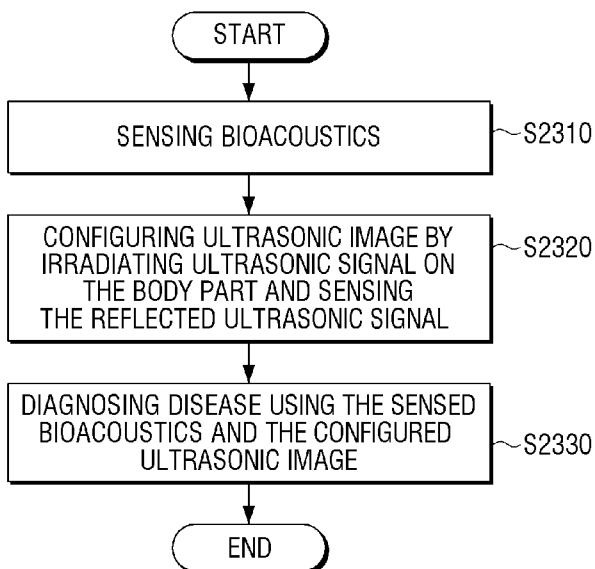 START
SENSING BIOACOUSTICS
S2310
CONFIGURING ULTRASONIC IMAGE BY
IRRADIATING ULTRASONIC SIGNAL ON
THE BODY PART AND SENSING
THE REFLECTED ULTRASONIC SIGNAL
S2320
DIAGNOSING DISEASE USING THE SENSED
BIOACOUSTICS AND THE CONFIGURED
ULTRASONIC IMAGE
S2330
END